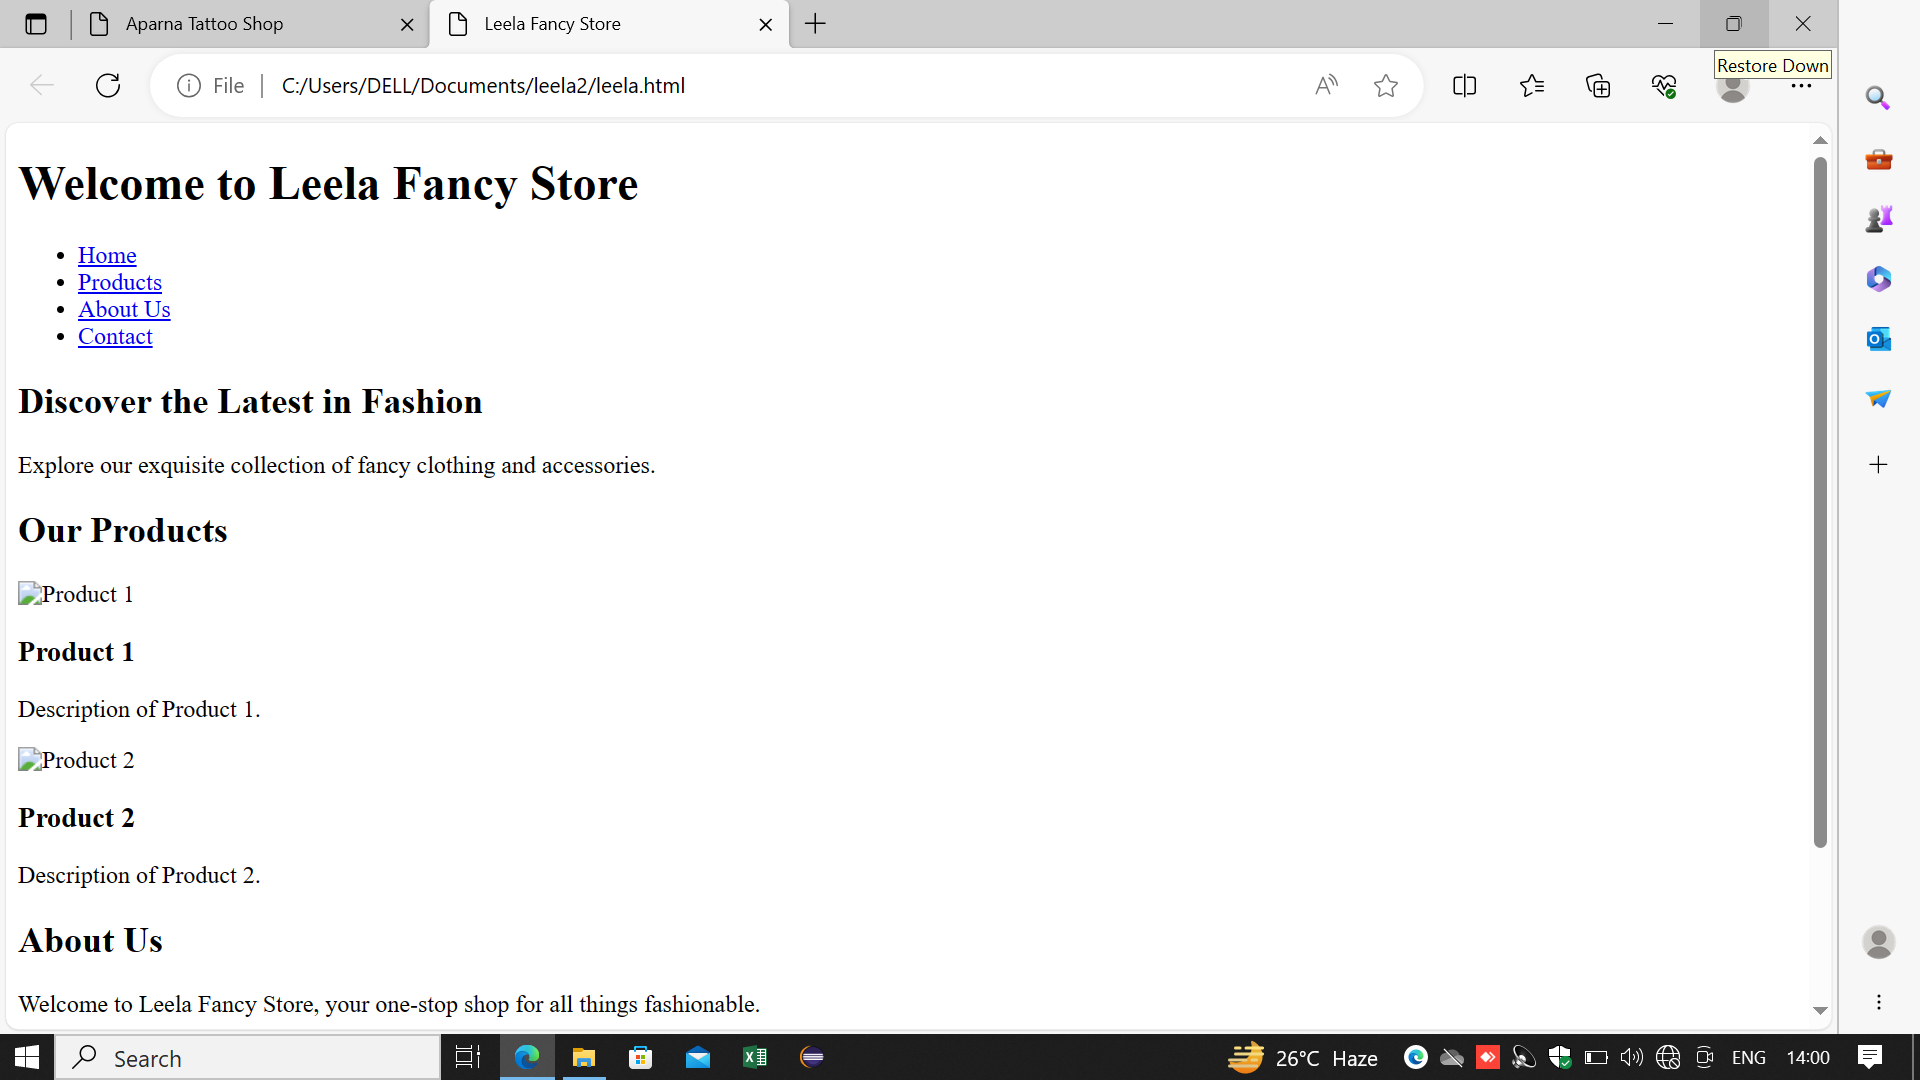 Aparna Tattoo Shop
Leela Fancy Store
Restore Down
File
C:/Users/DELL/Documents/leela2/leela.html
Welcome to Leela Fancy Store
Home
Products
About Us
Contact
Discover the Latest in Fashion
Explore our exquisite collection of fancy clothing and accessories.
Our Products
Product 1
Product 1
Description of Product 1.
Product 2
Product 2
Description of Product 2.
About Us
Welcome to Leela Fancy Store, your one-stop shop for all things fashionable.
Search
26°C Haze
ENG
14:00